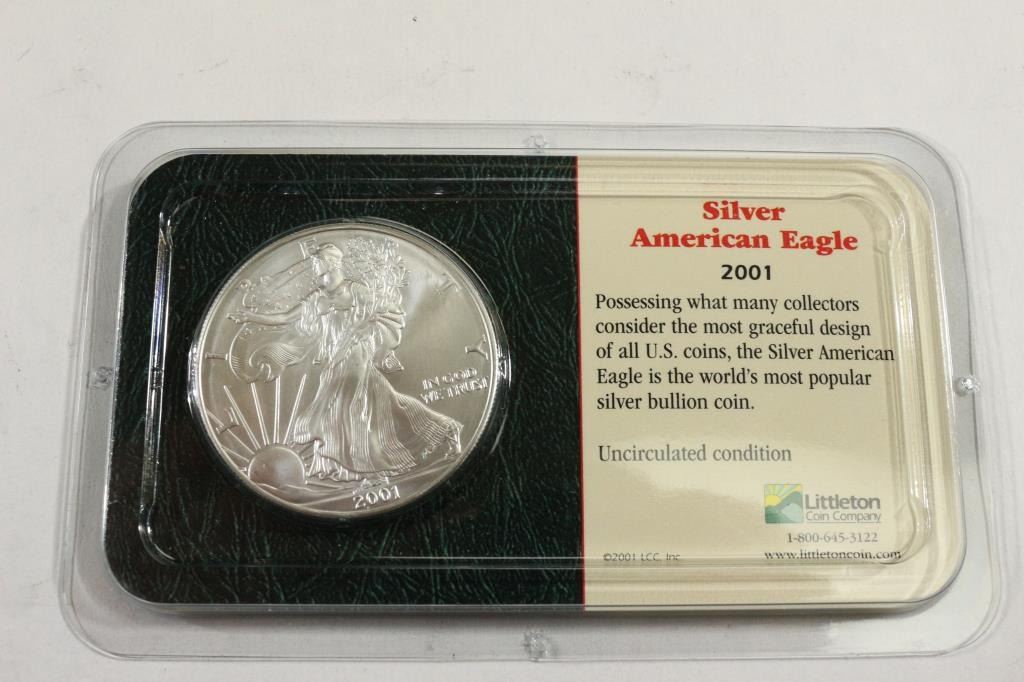 LIBERTY
IN GOD
WE TRUST
2001
Silver
American Eagle
2001
Possessing what many collectors
consider the most graceful design
of all U.S. coins, the Silver American
Eagle is the world's most popular
silver bullion coin.
Uncirculated condition
Littleton
Coin Company
1-800-645-3122
©2001 LCC, Inc.
www.littletoncoin.com